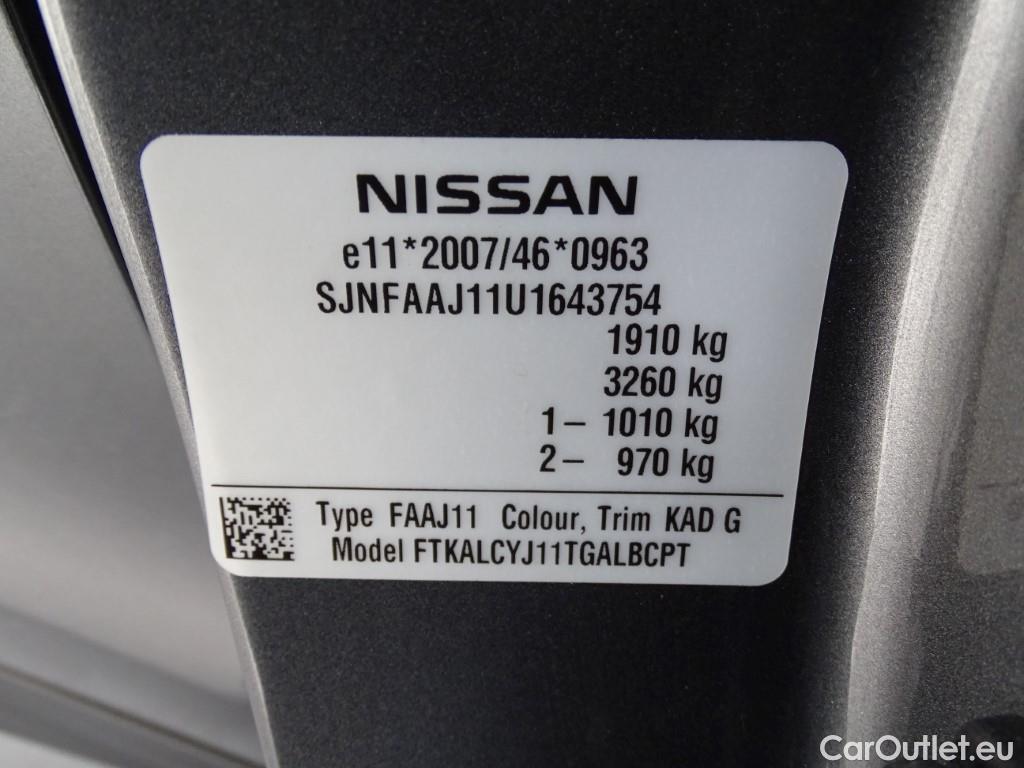 NISSAN
e11*2007/46*0963
SJNFAAJ11U1643754
1910 kg
3260 kg
1– 1010 kg
2– 970 kg
Type FAAJ11 Colour, Trim KAD G
Model FTKALCYJ11TGALBCPT
CarOutlet.eu